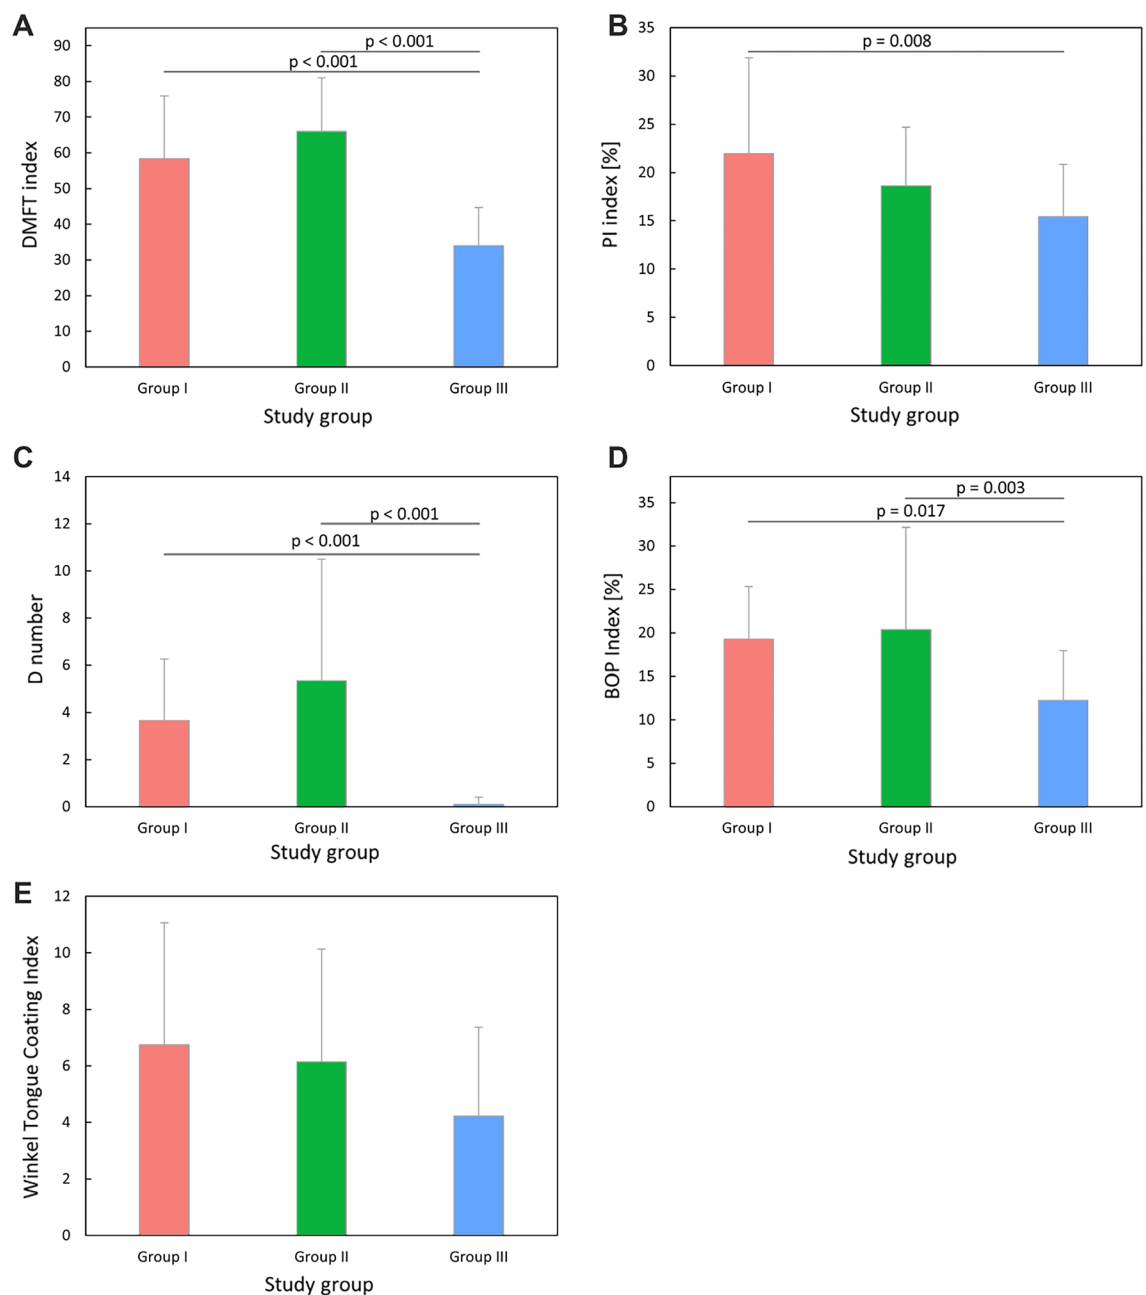 A
DMFT index
90
80
70
60
50
40
30
20
10
0
p < 0.001
p < 0.001
Group I
Group II
Group III
Study group
B
PI index [%]
35
30
25
20
15
10
5
0
p = 0.008
Group I
Group II
Group III
Study group
C
D number
14
12
10
8
6
4
2
0
p < 0.001
p < 0.001
Group I
Group II
Group III
Study group
D
BOP Index [%]
35
30
25
20
15
10
5
0
p = 0.003
p = 0.017
Group I
Group II
Group III
Study group
E
Winkel Tongue Coating Index
12
10
8
6
4
2
0
Group I
Group II
Group III
Study group